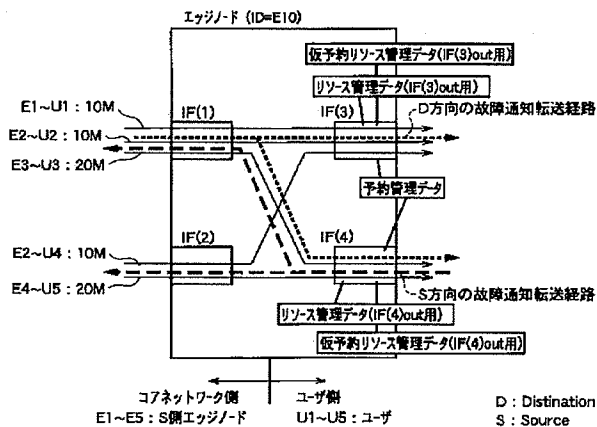 エッジノード (ID=E10)
仮予約リソース管理データ(IF(3)out用)
リソース管理データ(IF(3)out用)
E1~U1：10M
IF(1)
IF(3)
D方向の故障通知転送経路
E2~U2：10M
E3~U3：20M
予約管理データ
E2~U4：10M
IF(2)
IF(4)
E4~U5：20M
S方向の故障通知転送経路
リソース管理データ(IF(4)out用)
仮予約リソース管理データ(IF(4)out用)
コアネットワーク側
ユーザ側
E1~E5：S側エッジノード
U1~U5：ユーザ
D：Distination
S：Source